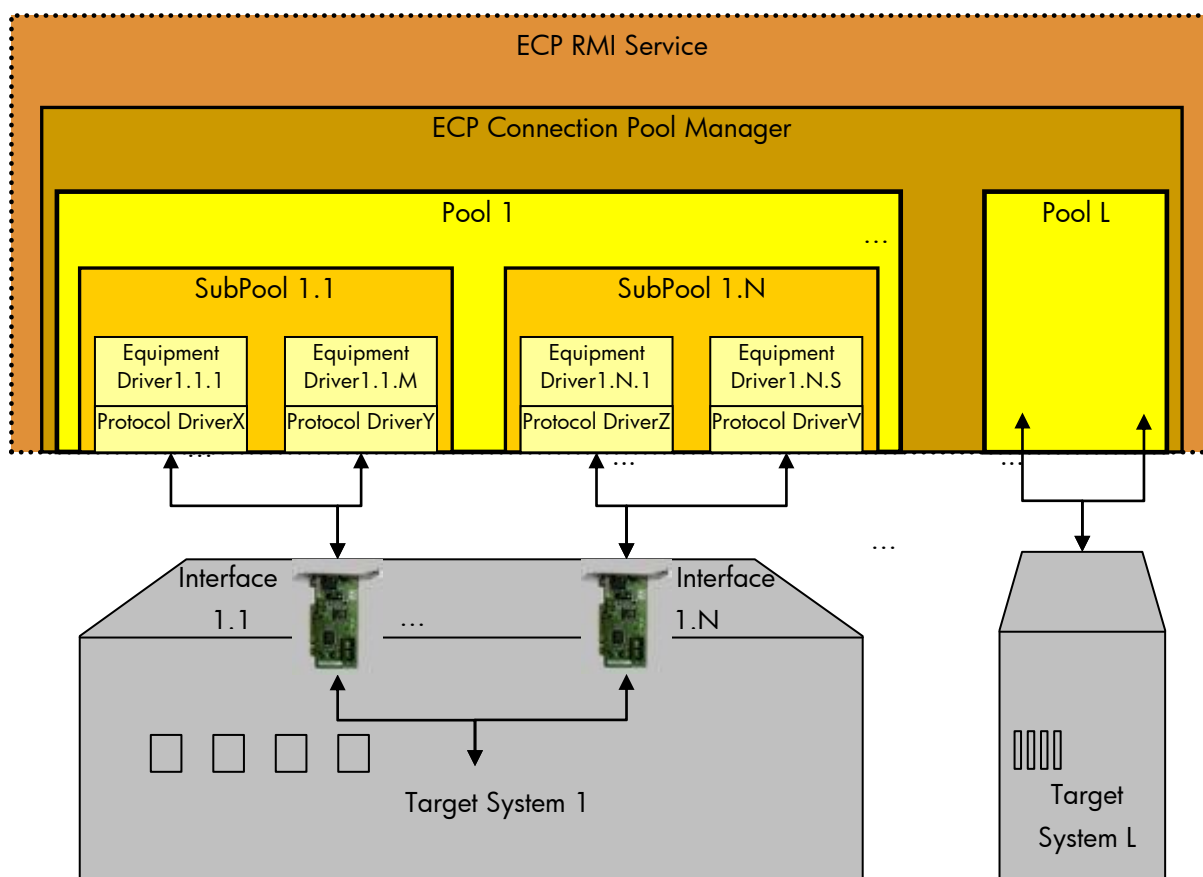 ECP RMI Service
ECP Connection Pool Manager
Pool 1
Pool L
...
SubPool 1.1
SubPool 1.N
Equipment
Driver1.1.1
Equipment
Driver1.1.M
Equipment
Driver1.N.1
Equipment
Driver1.N.S
Protocol DriverX
Protocol DriverY
Protocol DriverZ
Protocol DriverV
...
...
...
...
Interface
1.1
...
Interface
1.N
Target System 1
Target
System L